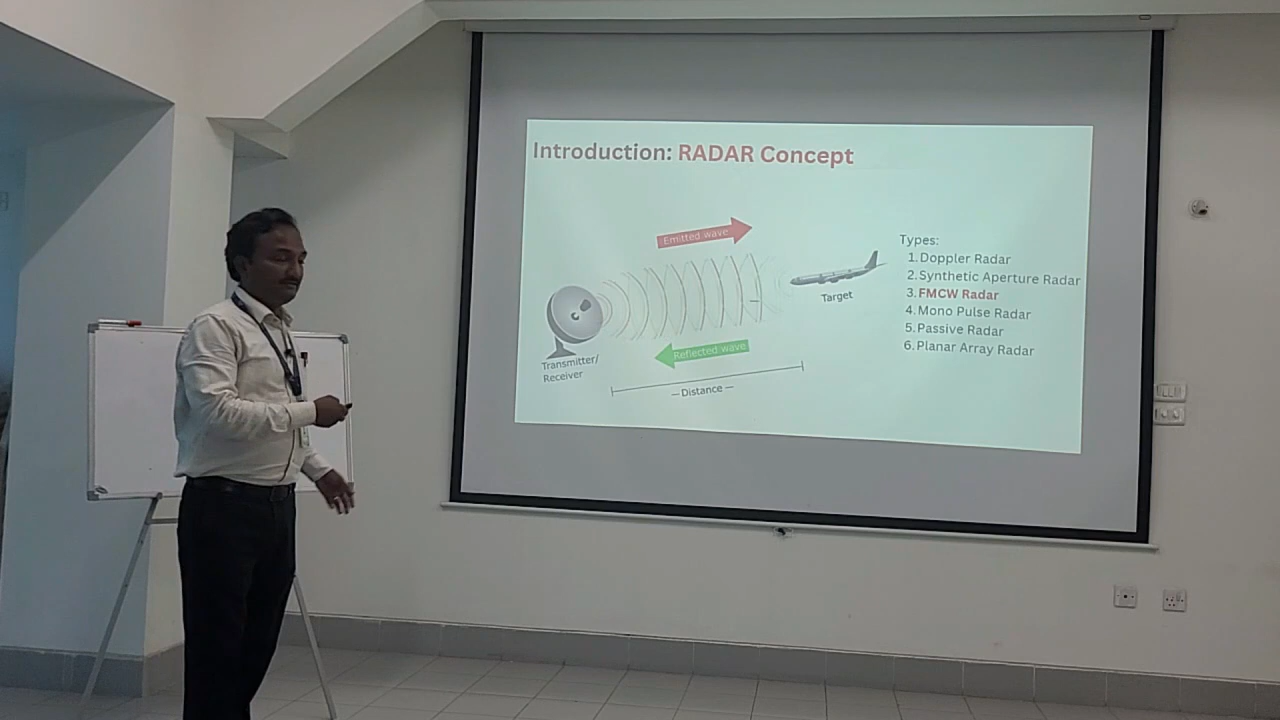 Introduction: RADAR Concept
Emitted wave
Types:
1. Doppler Radar
2. Synthetic Aperture Radar
3. FMCW Radar
4. Mono Pulse Radar
5. Passive Radar
6. Planar Array Radar
Target
Reflected wave
Transmitter/
Receiver
— Distance —